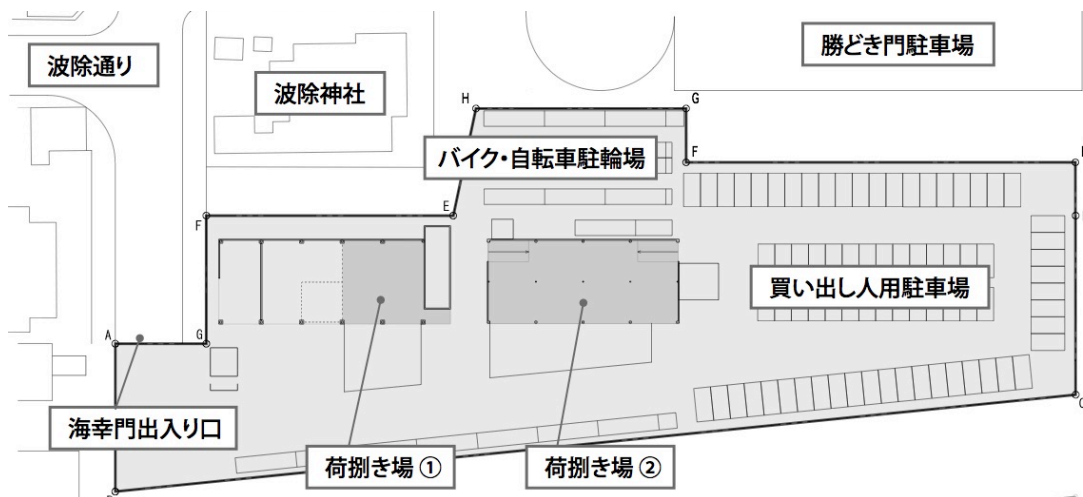 波除通り
波除神社
勝どき門駐車場
H
G
バイク・自転車駐輪場
F
F
E
買い出し人用駐車場
A
G
海幸門出入り口
荷捌き場 ①
荷捌き場 ②